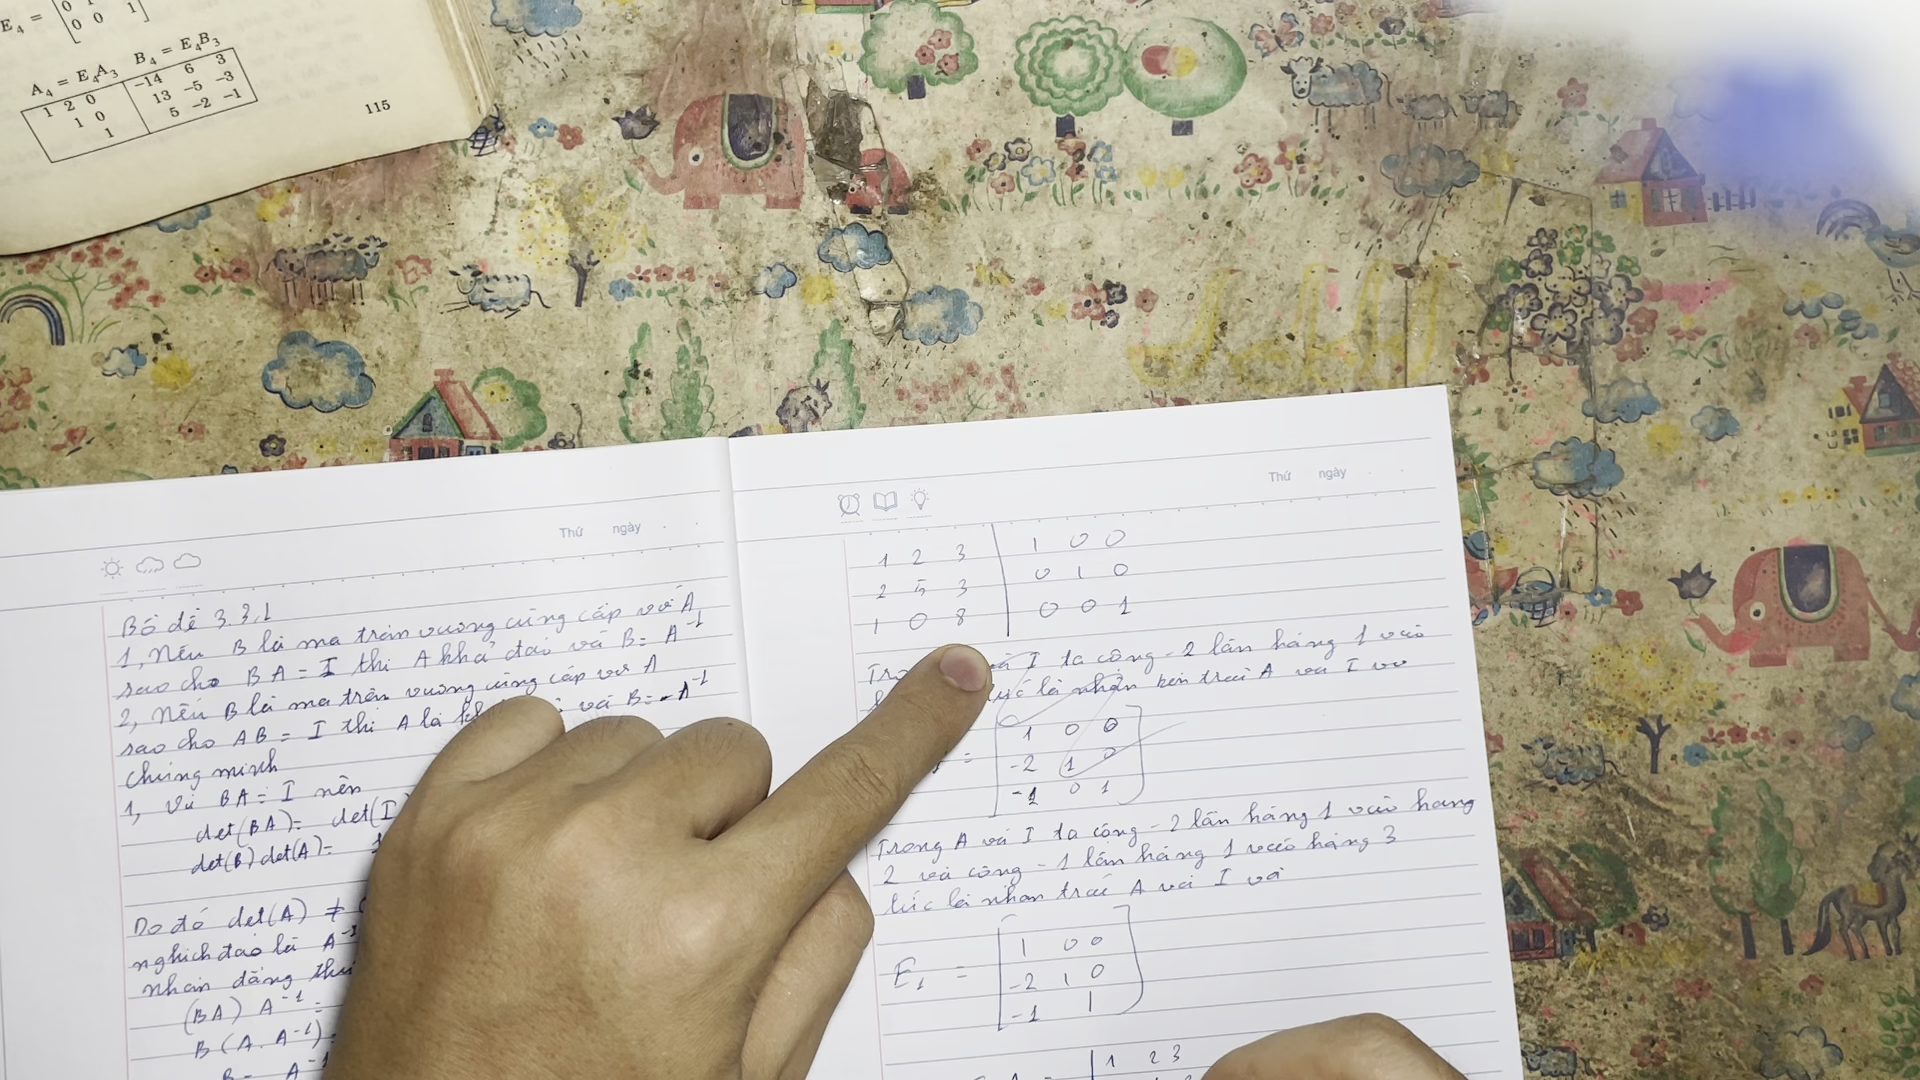 E₄ =
0 0 1
A₄ = E₄A₃ B₄ = E₄B₃
1 2 0 -14 6 3
1 0 13 -5 -3
1 5 -2 -1
115
Thứ ngày
Bổ đề 3.3.1
1, Nếu B là ma trận vuông cùng cấp với A
sao cho BA = I thì A khả đảo và B = A⁻¹
2, Nếu B là ma trận vuông cùng cấp với A
sao cho AB = I thì A là và B = A⁻¹
Chứng minh
1, Vì BA = I nên
det(BA) = det(I
det(B) det(A) =
Do đó det(A) ≠
nghịch đảo là A⁻¹
nhân đẳng
(BA) A⁻¹ =
B(A. A⁻¹) =
B = A⁻¹
Thứ ngày
1 2 3 1 0 0
2 5 3 0 1 0
1 0 8 0 0 1
I ta cộng -2 lần hàng 1 vào
là nhân bên trái A và I
= 1 0 0
-2 1 0
-1 0 1
Trong A và I ta cộng -2 lần hàng 1 vào hàng
2 và cộng -1 lần hàng 1 vào hàng 3
tức là nhân trái A và I với
E₁ = 1 0 0
-2 1 0
-1 1
1 2 3